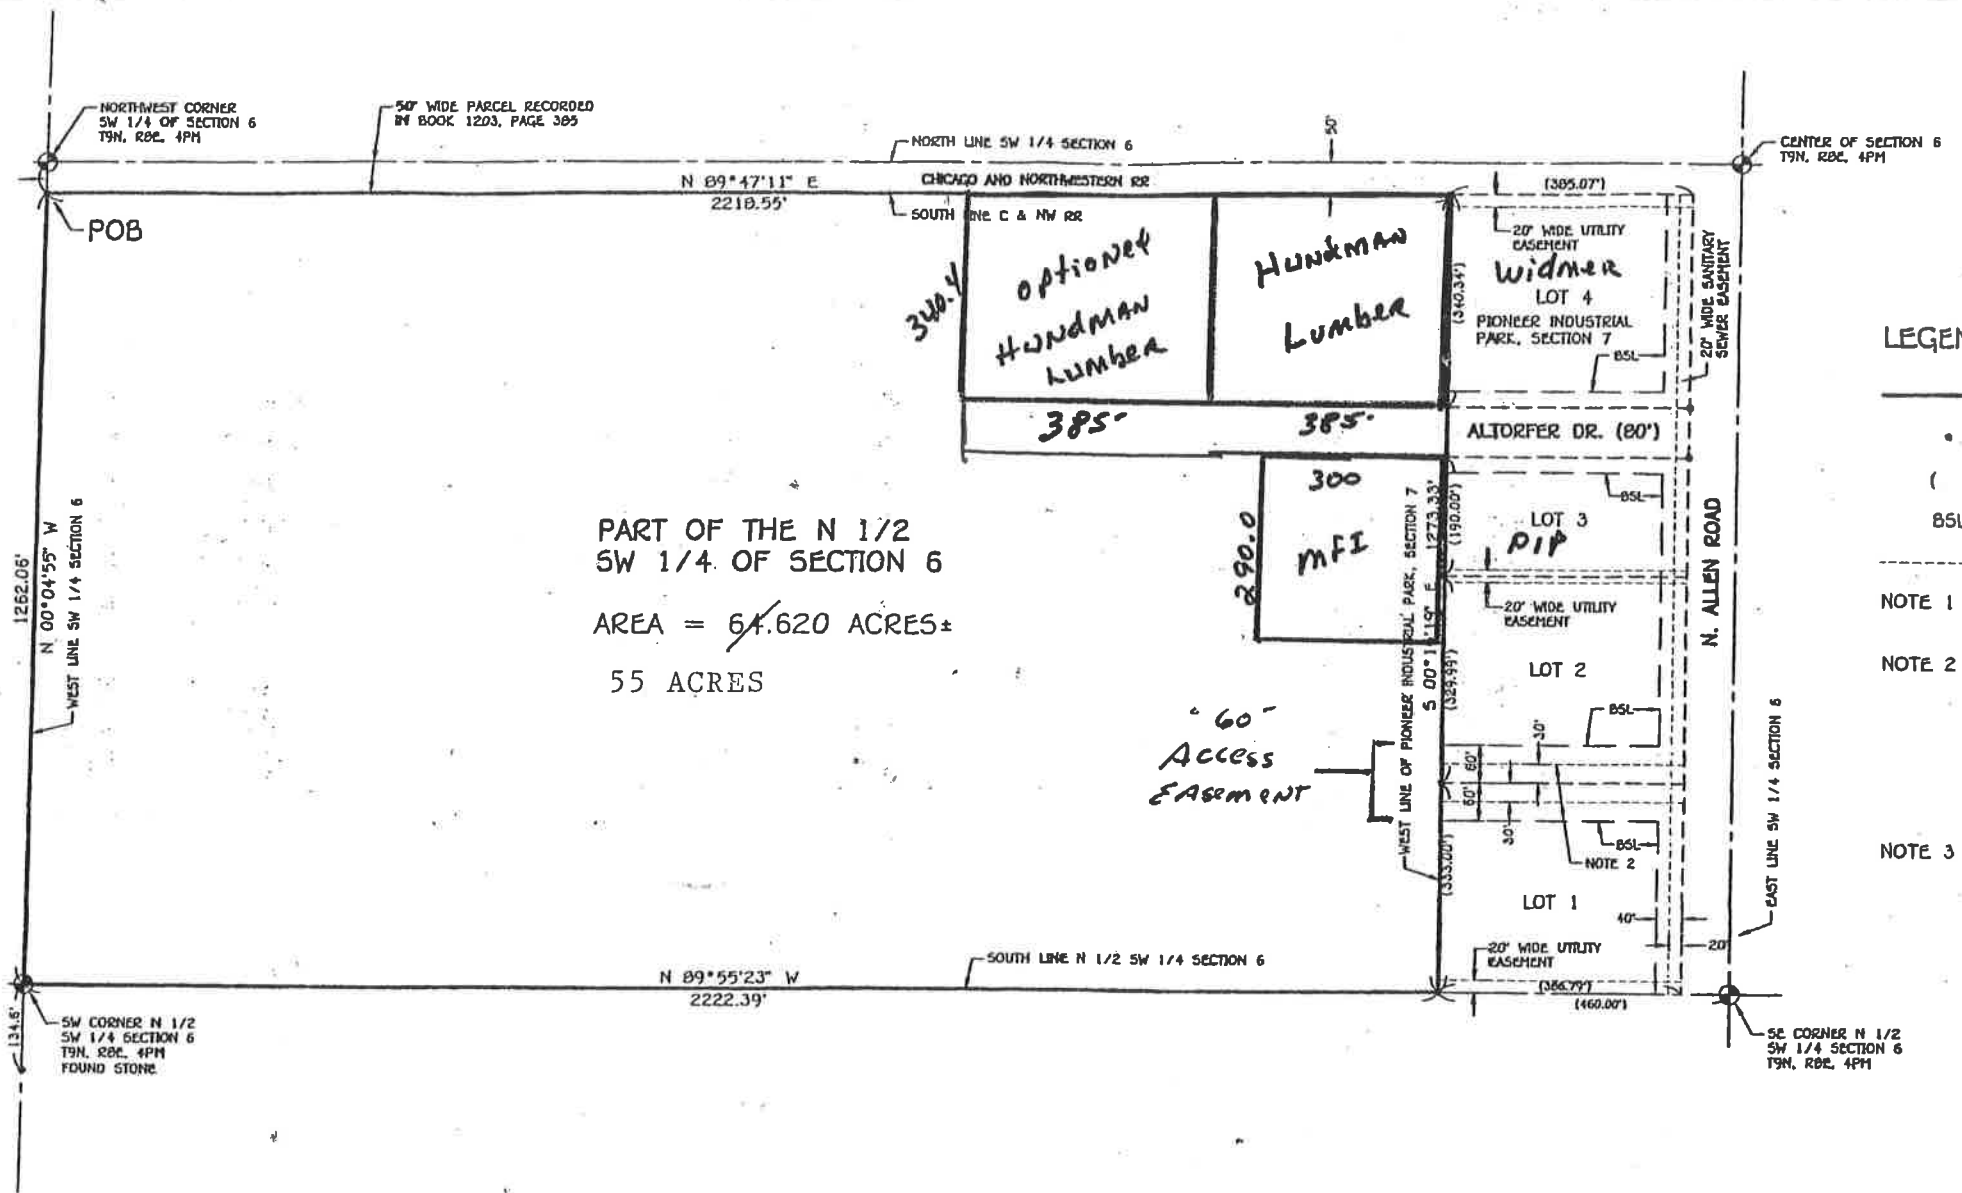 NORTHWEST CORNER
SW 1/4 OF SECTION 6
T9N, R8E, 4PM
50' WIDE PARCEL RECORDED
IN BOOK 1203, PAGE 385
NORTH LINE SW 1/4 SECTION 6
50'
CENTER OF SECTION 6
T9N, R8E, 4PM
N 89°47'11" E
2218.55'
CHICAGO AND NORTHWESTERN RR
SOUTH LINE C & NW RR
(385.07')
POB
20' WIDE UTILITY
EASEMENT
Widmer
LOT 4
PIONEER INDUSTRIAL
PARK, SECTION 7
BSL
(340.34')
20' WIDE SANITARY
SEWER EASEMENT
optioned
HUNDMAN
LUMBER
340.4
HUNDMAN
LUMBER
LEGEN
385-
385-
ALTORFER DR. (80')
300
MFI
290.0
BSL
LOT 3
PIP
(190.00')
20' WIDE UTILITY
EASEMENT
N. ALLEN ROAD
(
BSL
NOTE 1
NOTE 2
NOTE 3
PART OF THE N 1/2
SW 1/4 OF SECTION 6
AREA = 64.620 ACRES±
55 ACRES
1262.06'
N 00°04'55" W
WEST LINE SW 1/4 SECTION 6
WEST LINE OF PIONEER INDUSTRIAL PARK, SECTION 7
1273.33'
(329.99')
LOT 2
BSL
"60"
Access
EASEMENT
30'
60'
60'
30'
BSL
NOTE 2
(333.00')
LOT 1
40'
20'
EAST LINE SW 1/4 SECTION 6
20' WIDE UTILITY
EASEMENT
SOUTH LINE N 1/2 SW 1/4 SECTION 6
N 89°55'23" W
2222.39'
(386.79')
(460.00')
134.6'
SW CORNER N 1/2
SW 1/4 SECTION 6
T9N, R8E, 4PM
FOUND STONE
SE CORNER N 1/2
SW 1/4 SECTION 6
T9N, R8E, 4PM